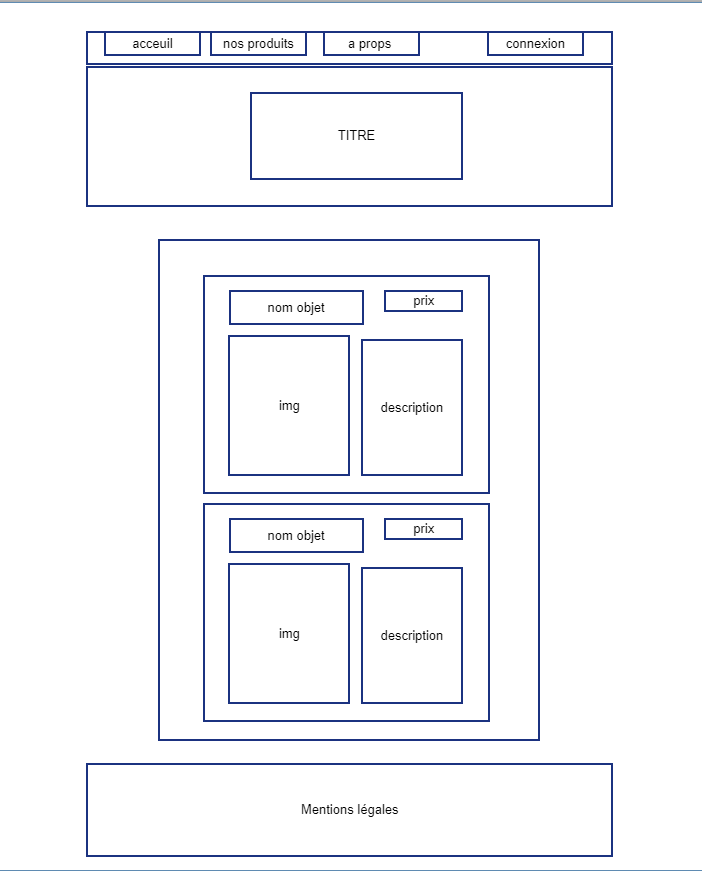 acceuil
nos produits
a props
connexion
TITRE
nom objet
prix
img
description
nom objet
prix
img
description
Mentions légales